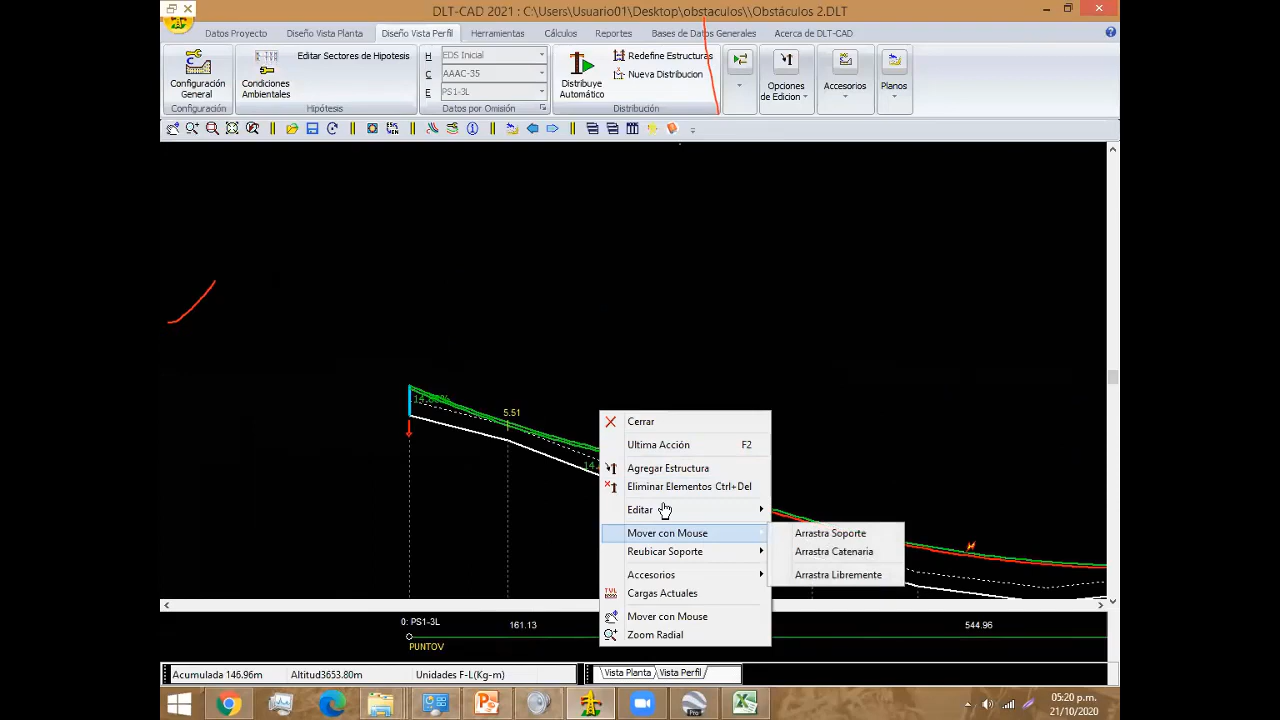 DLT-CAD 2021 : C:\Users\Usuario01\Desktop\obstaculos\\Obstáculos 2.DLT
Datos Proyecto
Diseño Vista Planta
Diseño Vista Perfil
Herramientas
Cálculos
Reportes
Bases de Datos Generales
Acerca de DLT-CAD
Configuración General
Configuración
Condiciones Ambientales
Editar Sectores de Hipotesis
Hipótesis
H EDS Inicial
C AAAC-35
E PS1-3L
Datos por Omisión
Distribuye Automático
Redefine Estructuras
Nueva Distribucion
Distribución
Opciones de Edicion
Accesorios
Planos
5.51
Cerrar
Ultima Acción F2
Agregar Estructura
Eliminar Elementos Ctrl+Del
Editar
Mover con Mouse
Reubicar Soporte
Accesorios
Cargas Actuales
Mover con Mouse
Zoom Radial
Arrastra Soporte
Arrastra Catenaria
Arrastra Libremente
0: PS1-3L
161.13
544.96
PUNTOV
Acumulada 146.96m
Altitud3653.80m
Unidades F-L(Kg-m)
Vista Planta
Vista Perfil
05:20 p.m.
21/10/2020